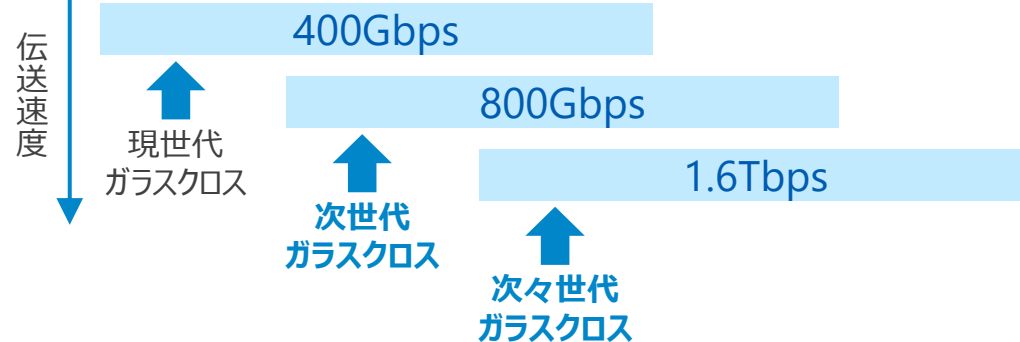 伝送速度
400Gbps
現世代
ガラスクロス
800Gbps
次世代
ガラスクロス
1.6Tbps
次々世代
ガラスクロス